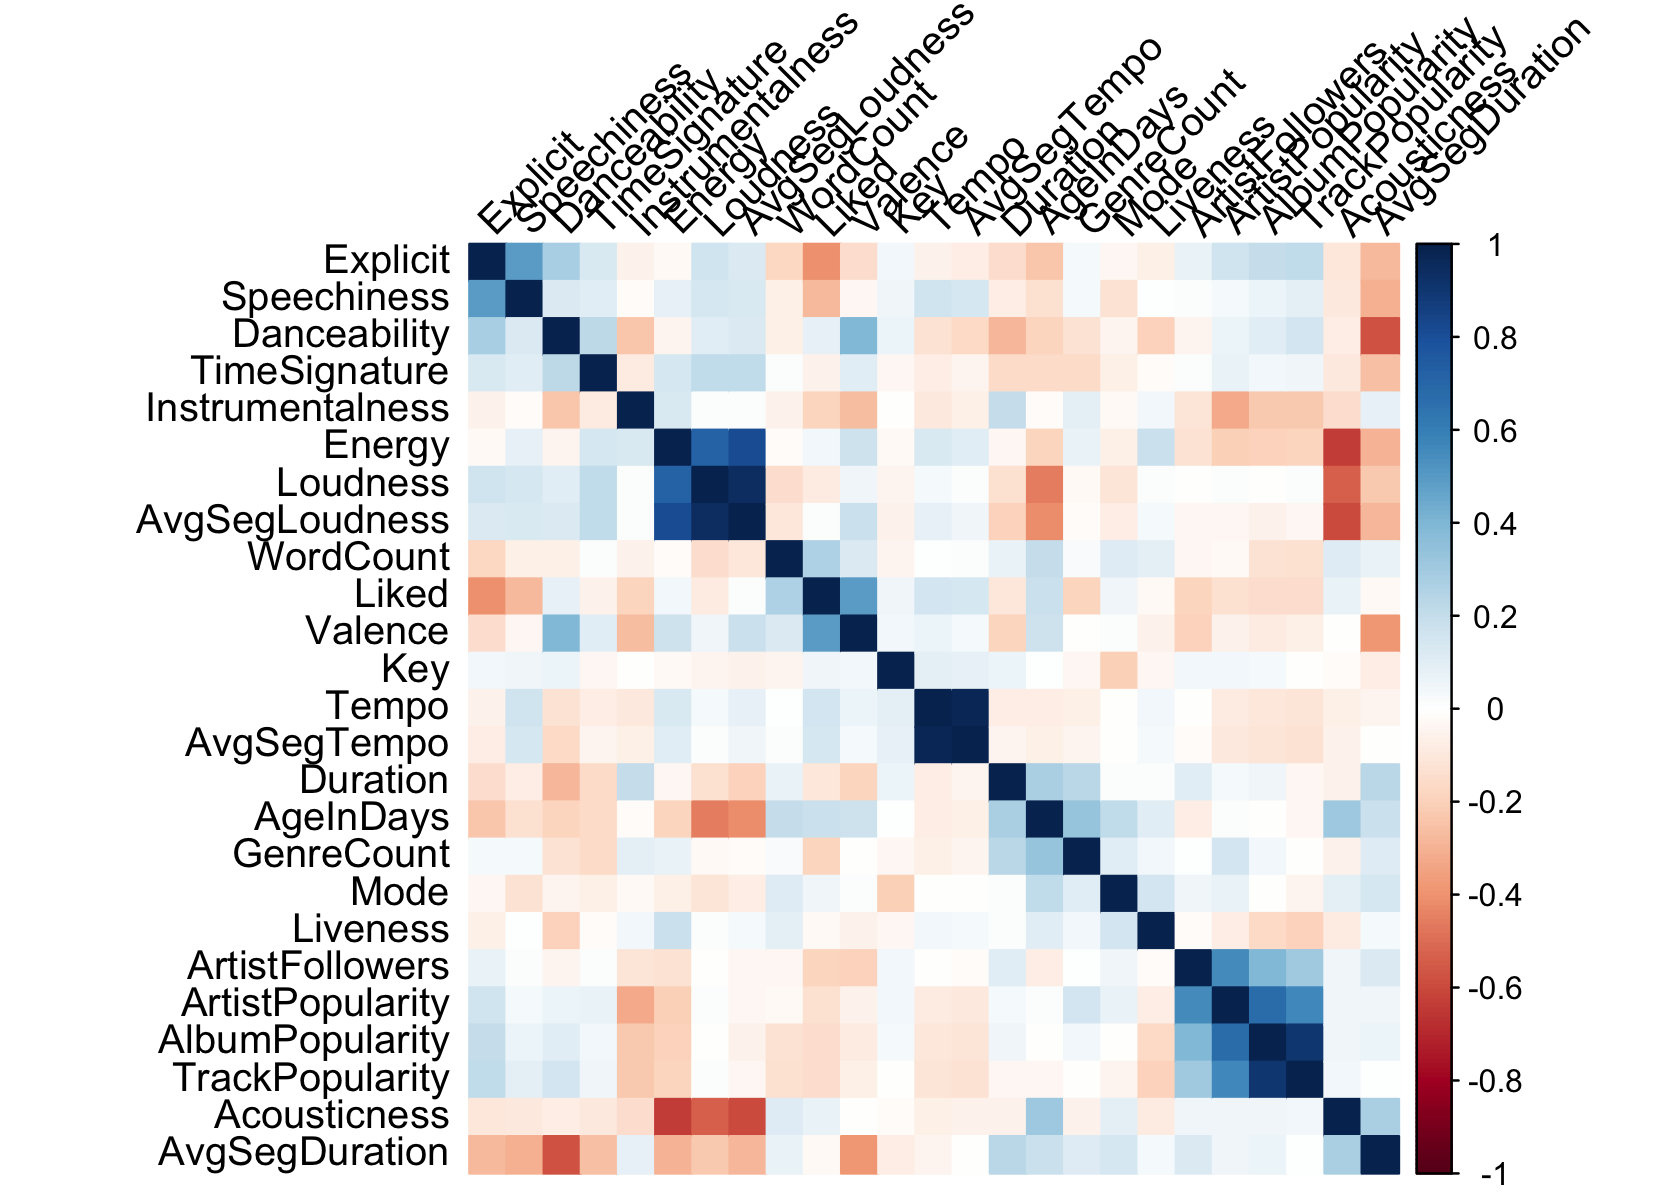 Explicit
Speechiness
Danceability
TimeSignature
Instrumentalness
Energy
Loudness
AvgSegLoudness
WordCount
Liked
Valence
Key
Tempo
AvgSegTempo
Duration
AgeInDays
GenreCount
Mode
Liveness
ArtistFollowers
ArtistPopularity
AlbumPopularity
TrackPopularity
Acousticness
AvgSegDuration
Explicit
Speechiness
Danceability
TimeSignature
Instrumentalness
Energy
Loudness
AvgSegLoudness
WordCount
Liked
Valence
Key
Tempo
AvgSegTempo
Duration
AgeInDays
GenreCount
Mode
Liveness
ArtistFollowers
ArtistPopularity
AlbumPopularity
TrackPopularity
Acousticness
AvgSegDuration
1
0.8
0.6
0.4
0.2
0
-0.2
-0.4
-0.6
-0.8
-1